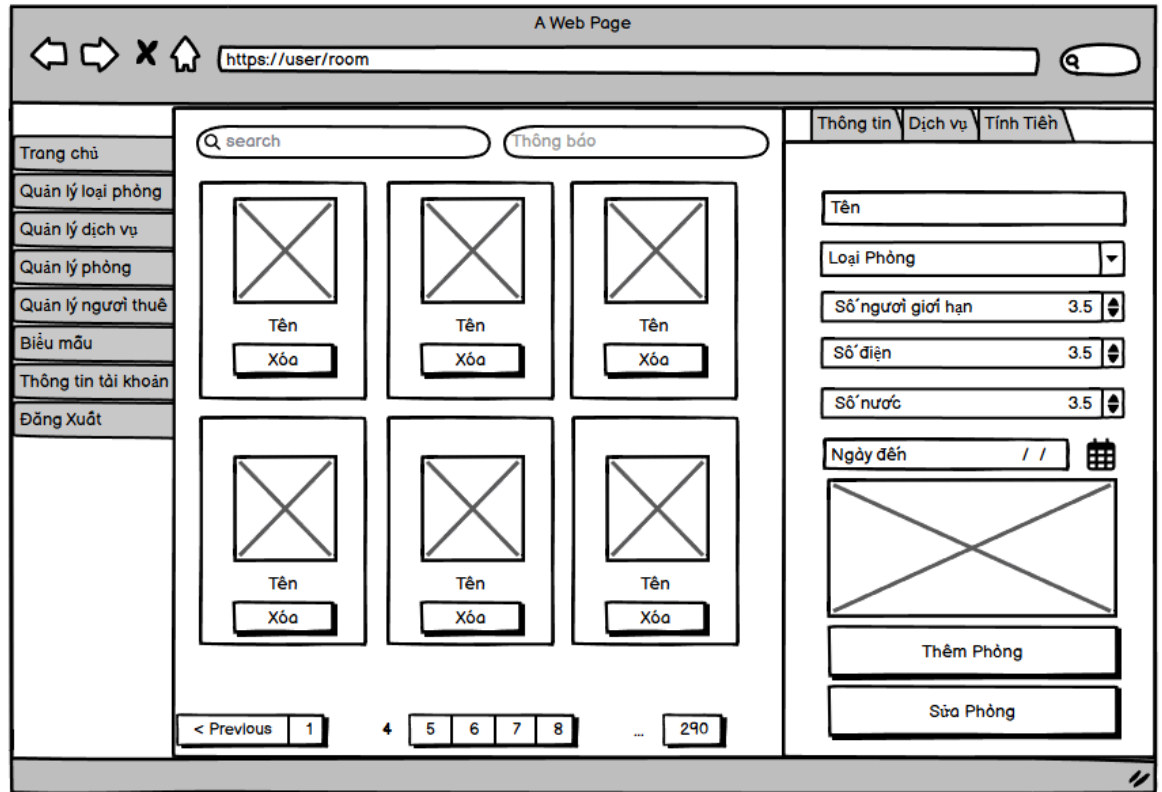 A Web Page
https://user/room
Trang chủ
Quản lý loại phòng
Quản lý dịch vụ
Quản lý phòng
Quản lý người thuê
Biểu mẫu
Thông tin tài khoản
Đăng Xuất
search
Thông báo
Tên
Xóa
Tên
Xóa
Tên
Xóa
Tên
Xóa
Tên
Xóa
Tên
Xóa
< Previous 1 4 5 6 7 8 ... 290
Thông tin Dịch vụ Tính Tiền
Tên
Loại Phòng
Số người giới hạn 3.5
Số điện 3.5
Số nước 3.5
Ngày đến / /
Thêm Phòng
Sửa Phòng